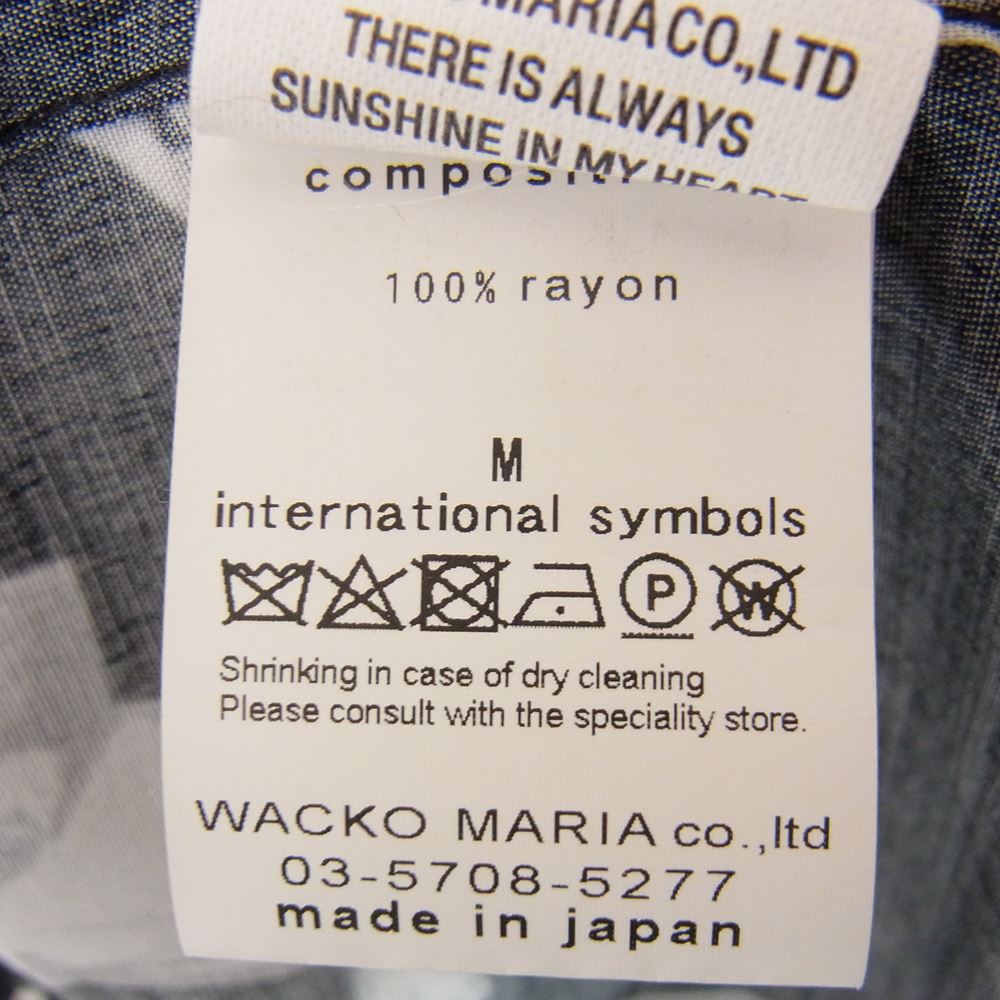 MARIA CO.,LTD
THERE IS ALWAYS
SUNSHINE IN MY HEART
100% rayon
M
international symbols
P W
Shrinking in case of dry cleaning
Please consult with the speciality store.
WACKO MARIA co.,ltd
03-5708-5277
made in japan